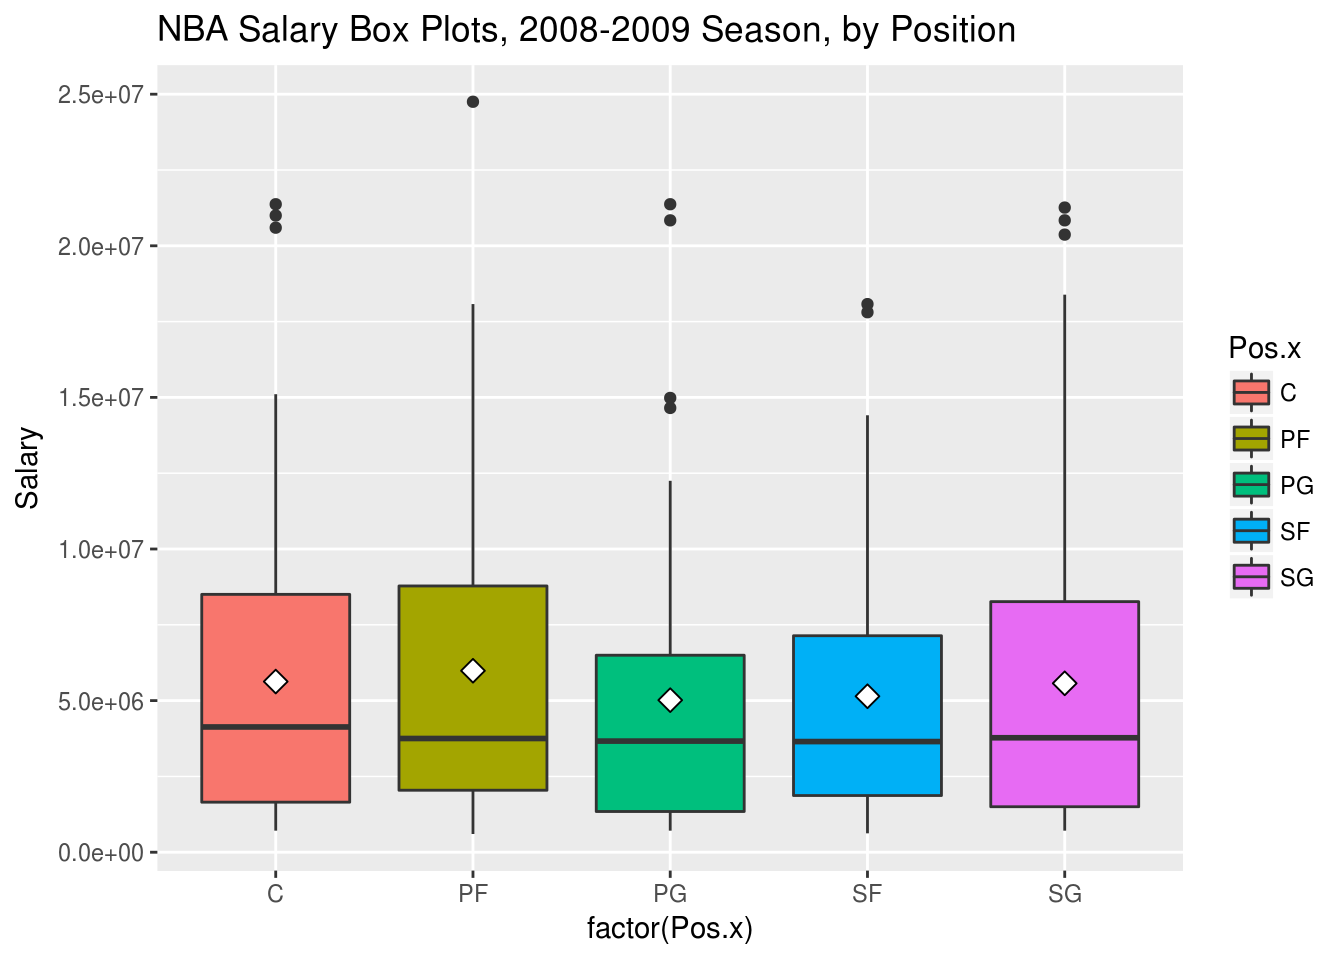 NBA Salary Box Plots, 2008-2009 Season, by Position
Salary
2.5e+07
2.0e+07
1.5e+07
1.0e+07
5.0e+06
0.0e+00
C
PF
PG
SF
SG
factor(Pos.x)
Pos.x
C
PF
PG
SF
SG